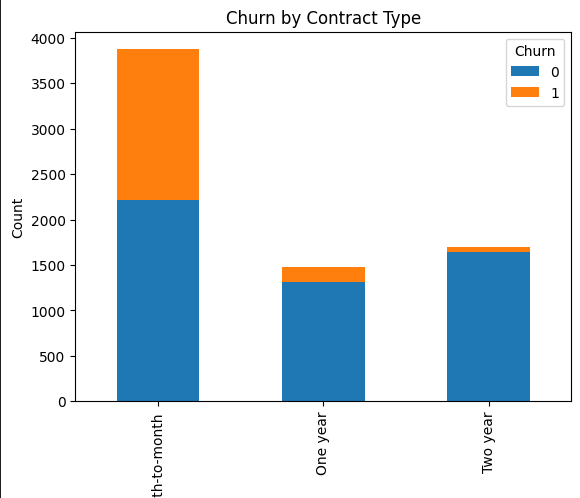 Churn by Contract Type
Churn
0
1
4000
3500
3000
2500
2000
1500
1000
500
0
Count
th-to-month
One year
Two year